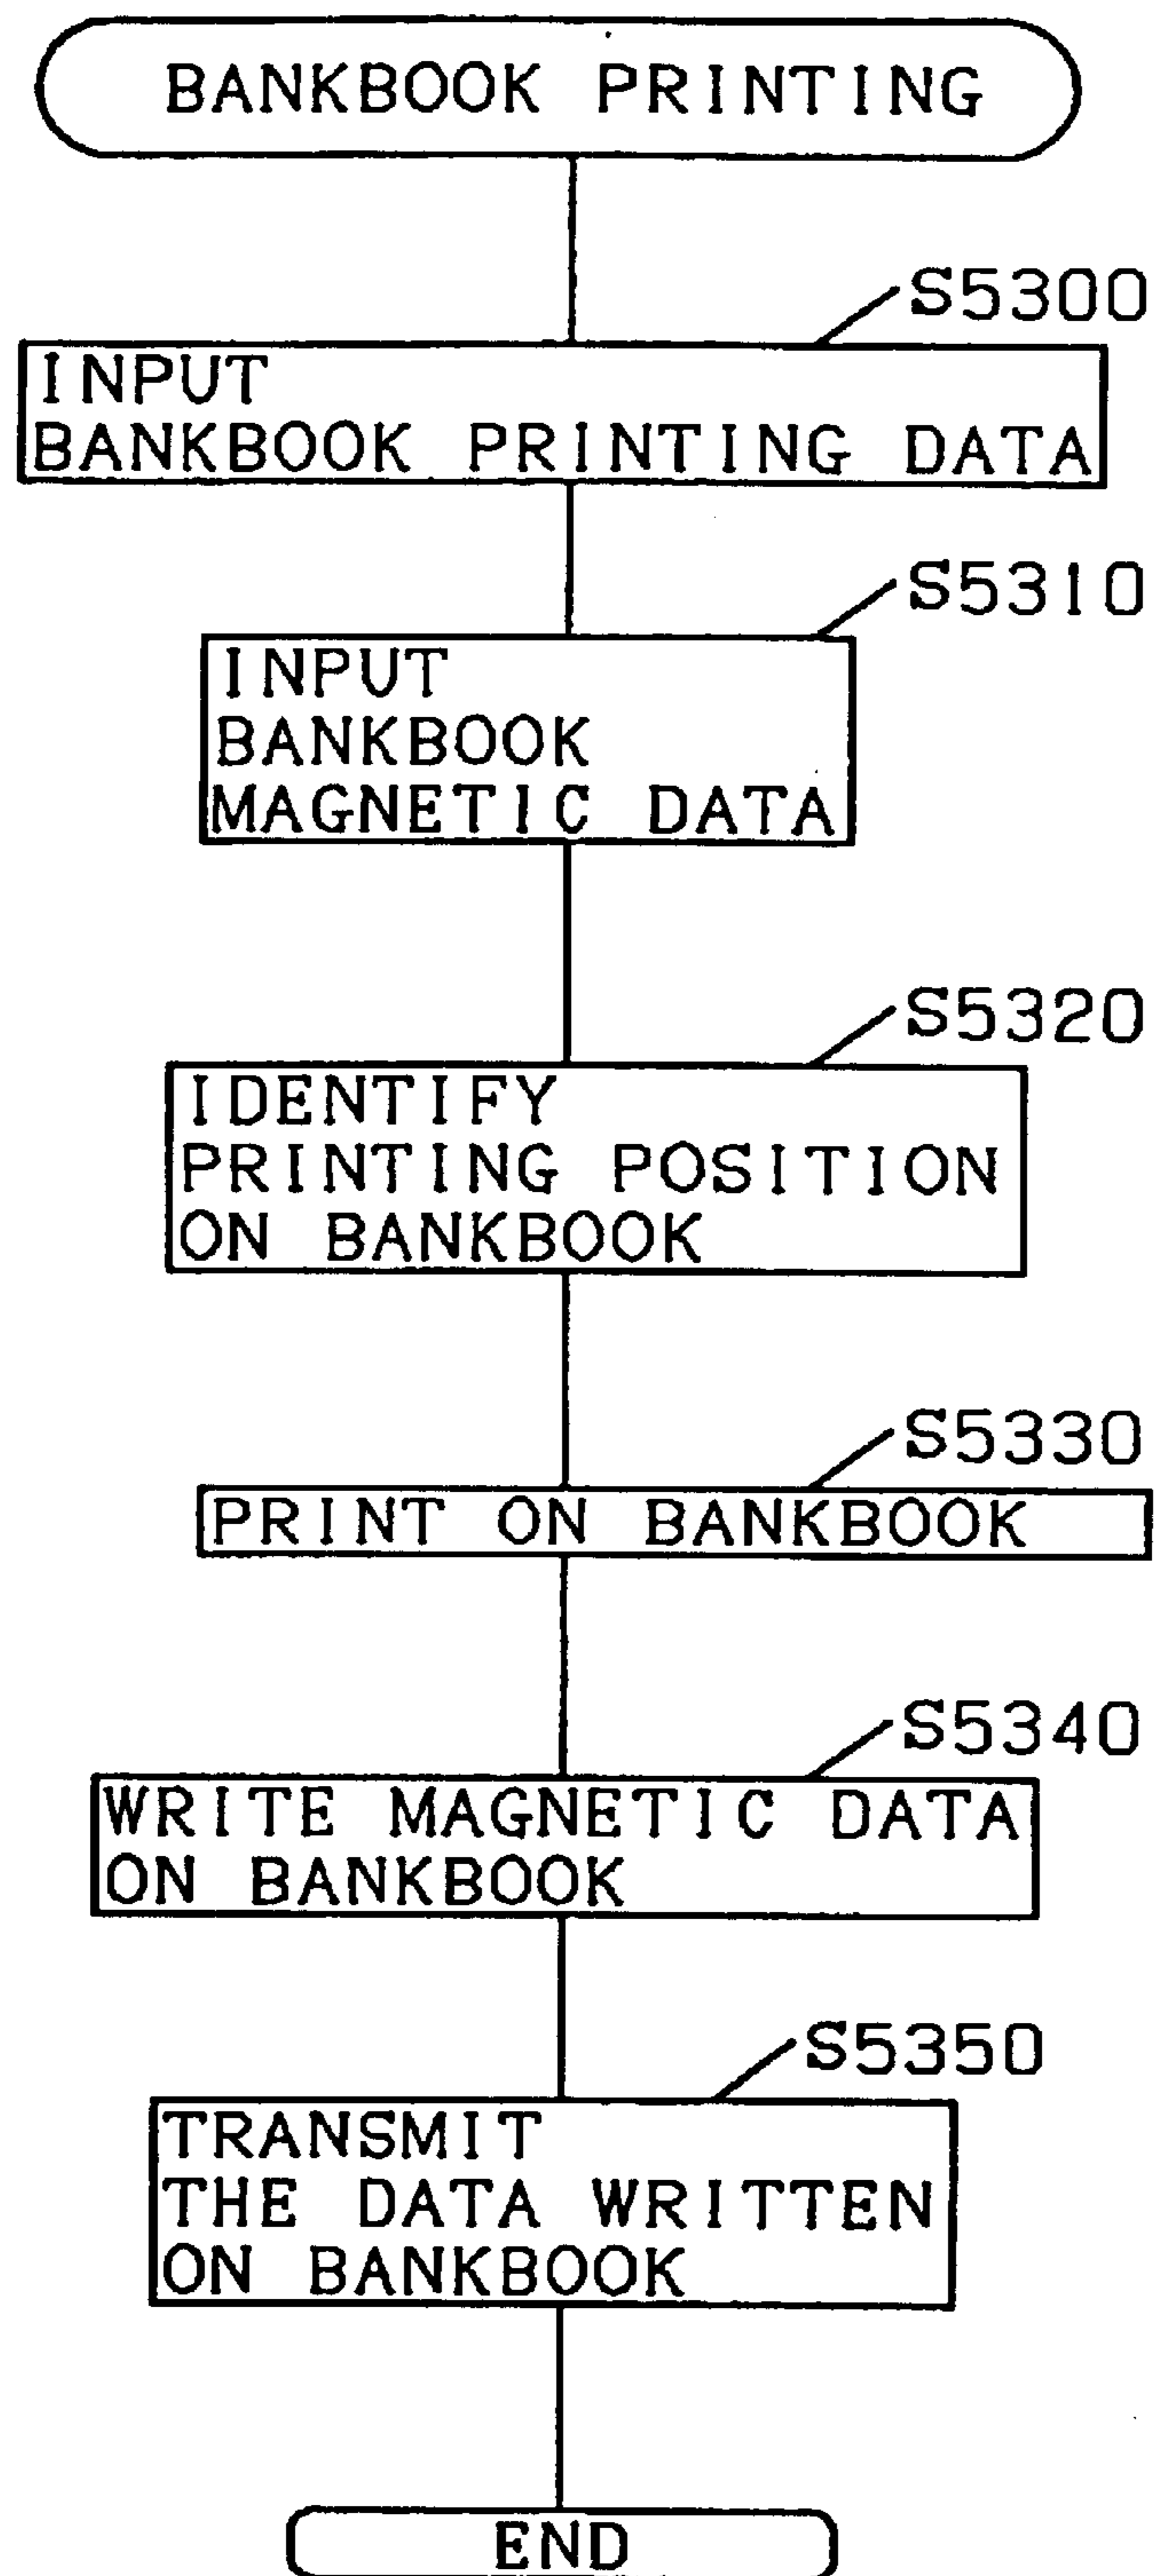 BANKBOOK PRINTING
S5300
INPUT
BANKBOOK PRINTING DATA
S5310
INPUT
BANKBOOK
MAGNETIC DATA
S5320
IDENTIFY
PRINTING POSITION
ON BANKBOOK
S5330
PRINT ON BANKBOOK
S5340
WRITE MAGNETIC DATA
ON BANKBOOK
S5350
TRANSMIT
THE DATA WRITTEN
ON BANKBOOK
END